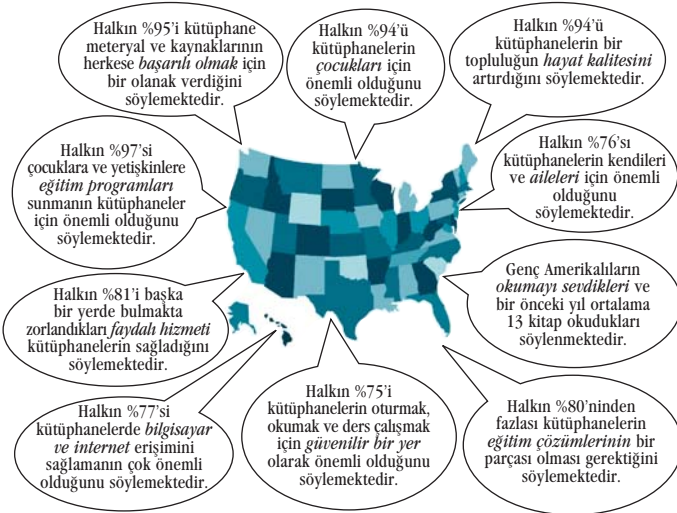 Halkın %95'i kütüphane
meteryal ve kaynaklarının
herkese başarılı olmak için
bir olanak verdiğini
söylemektedir.
Halkın %94'ü
kütüphanelerin
çocukları için
önemli olduğunu
söylemektedir.
Halkın %94'ü
kütüphanelerin bir
topluluğun hayat kalitesini
artırdığını söylemektedir.
Halkın %97'si
çocuklara ve yetişkinlere
eğitim programları
sunmanın kütüphaneler
için önemli olduğunu
söylemektedir.
Halkın %76'sı
kütüphanelerin kendileri
ve aileleri için önemli
olduğunu
söylemektedir.
Halkın %81'i başka
bir yerde bulmakta
zorlandıkları faydalı hizmeti
kütüphanelerin sağladığını
söylemektedir.
Genç Amerikalıların
okumayı sevdikleri ve
bir önceki yıl ortalama
13 kitap okudukları
söylenmektedir.
Halkın %77'si
kütüphanelerde bilgisayar
ve internet erişimini
sağlamanın çok önemli
olduğunu söylemektedir.
Halkın %75'i
kütüphanelerin oturmak,
okumak ve ders çalışmak
için güvenilir bir yer
olarak önemli olduğunu
söylemektedir.
Halkın %80'ninden
fazlası kütüphanelerin
eğitim çözümlerinin bir
parçası olması gerektiğini
söylemektedir.